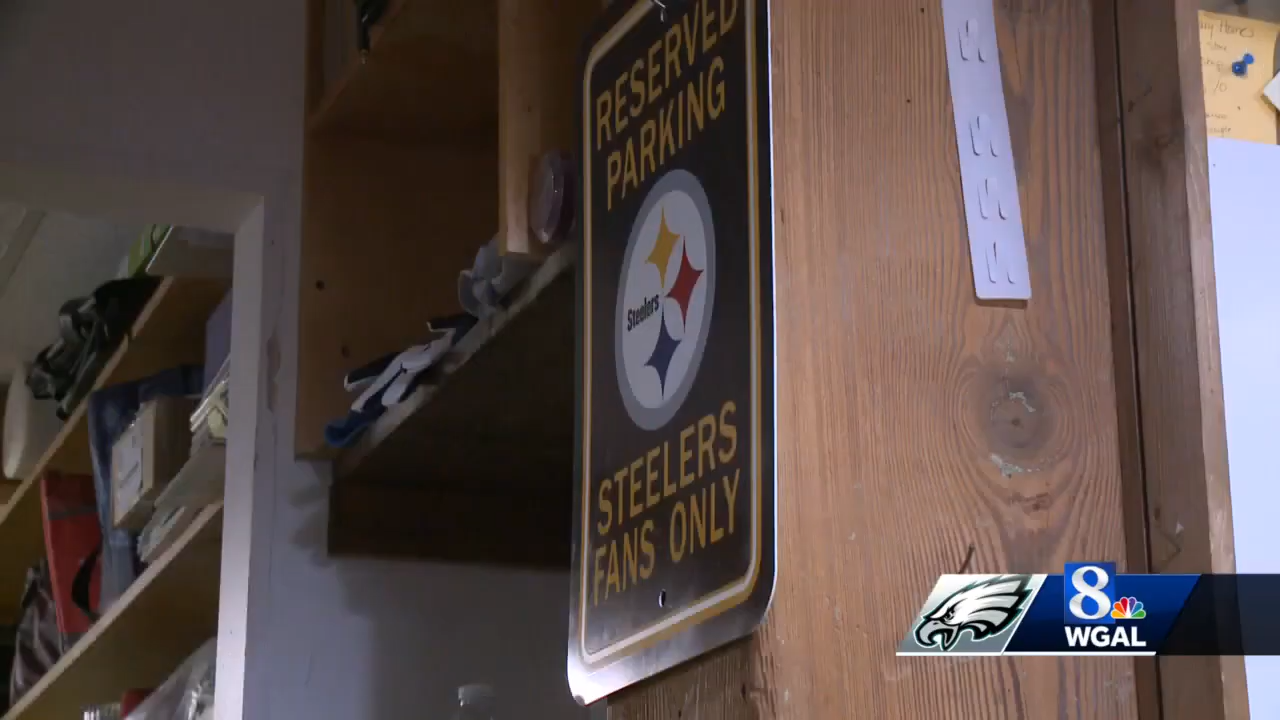 RESERVED
PARKING
Steelers
STEELERS
FANS ONLY
8
WGAL